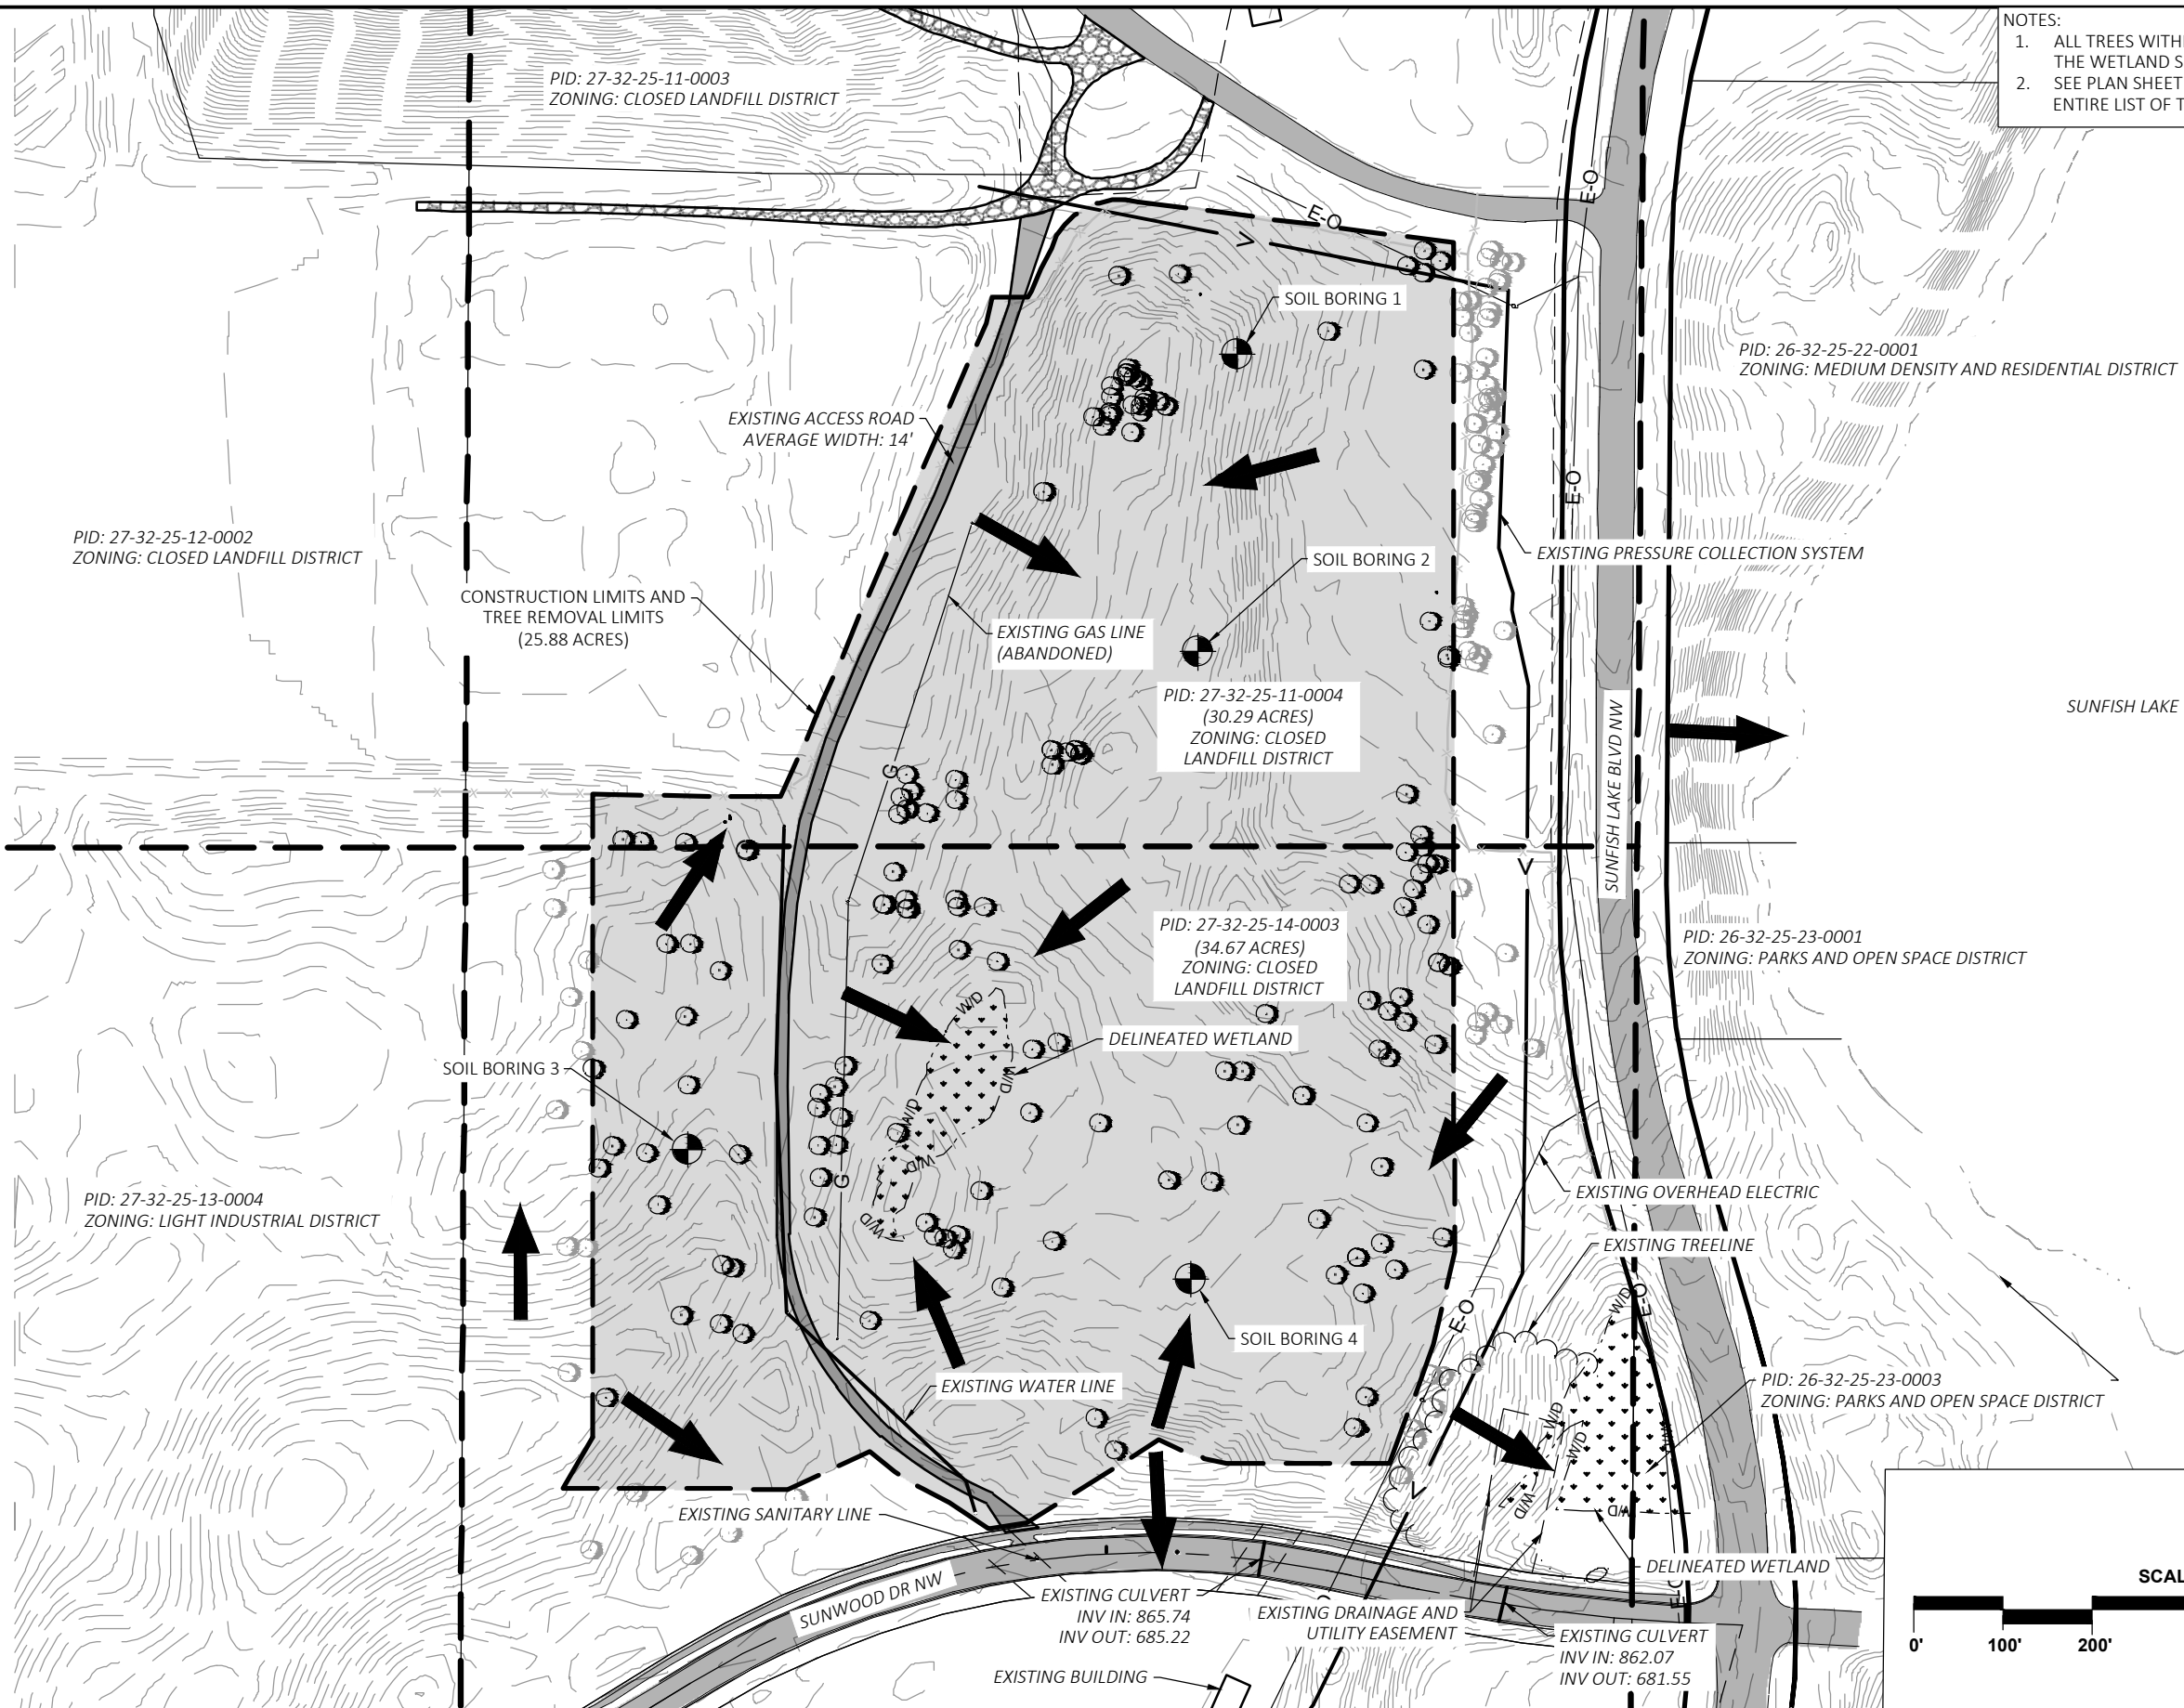 NOTES:
1. ALL TREES WITH
THE WETLAND S
2. SEE PLAN SHEET
ENTIRE LIST OF T
PID: 27-32-25-11-0003
ZONING: CLOSED LANDFILL DISTRICT
E-O
E-O
V
SOIL BORING 1
PID: 26-32-25-22-0001
ZONING: MEDIUM DENSITY AND RESIDENTIAL DISTRICT
EXISTING ACCESS ROAD
AVERAGE WIDTH: 14'
E-O
PID: 27-32-25-12-0002
ZONING: CLOSED LANDFILL DISTRICT
EXISTING PRESSURE COLLECTION SYSTEM
SOIL BORING 2
CONSTRUCTION LIMITS AND
TREE REMOVAL LIMITS
(25.88 ACRES)
EXISTING GAS LINE
(ABANDONED)
PID: 27-32-25-11-0004
(30.29 ACRES)
ZONING: CLOSED
LANDFILL DISTRICT
SUNFISH LAKE BLVD NW
SUNFISH LAKE
G
V
PID: 27-32-25-14-0003
(34.67 ACRES)
ZONING: CLOSED
LANDFILL DISTRICT
PID: 26-32-25-23-0001
ZONING: PARKS AND OPEN SPACE DISTRICT
W/D
DELINEATED WETLAND
W/D
SOIL BORING 3
W/D
W/D
G
PID: 27-32-25-13-0004
ZONING: LIGHT INDUSTRIAL DISTRICT
W/D
EXISTING OVERHEAD ELECTRIC
EXISTING TREELINE
W/D
E-O
E-O
SOIL BORING 4
EXISTING WATER LINE
PID: 26-32-25-23-0003
ZONING: PARKS AND OPEN SPACE DISTRICT
W/D
W/D
W/D
V
W/D
W/D
EXISTING SANITARY LINE
DELINEATED WETLAND
SUNWOOD DR NW
EXISTING CULVERT
INV IN: 865.74
INV OUT: 685.22
EXISTING DRAINAGE AND
UTILITY EASEMENT
EXISTING CULVERT
INV IN: 862.07
INV OUT: 681.55
EXISTING BUILDING
SCAL
0' 100' 200'